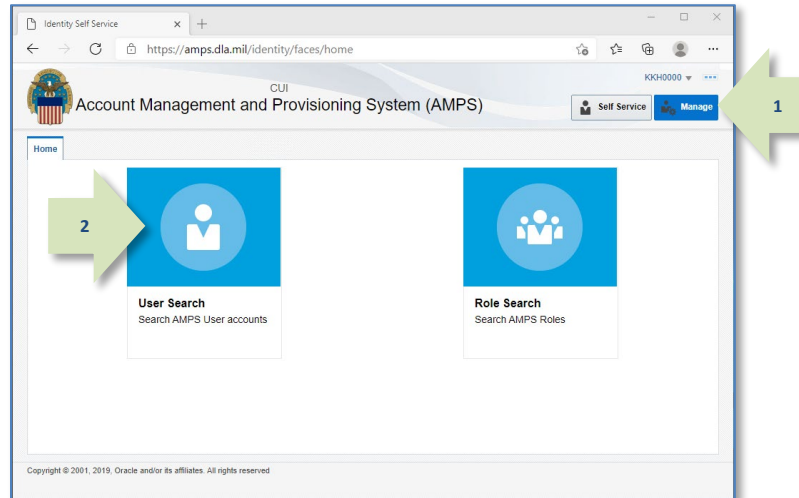 Identity Self Service
https://amps.dla.mil/identity/faces/home
KKH0000
CUI
Account Management and Provisioning System (AMPS)
Self Service
Manage
1
Home
2
User Search
Search AMPS User accounts
Role Search
Search AMPS Roles
Copyright © 2001, 2019, Oracle and/or its affiliates. All rights reserved